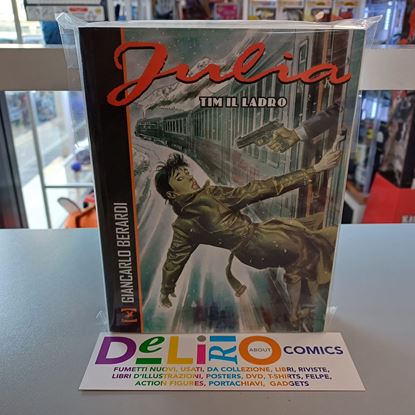 Julia
TIM IL LADRO
GIANCARLO BERARDI
DeLiRIO ABOUT COMICS
FUMETTI NUOVI, USATI, DA COLLEZIONE, LIBRI, RIVISTE,
LIBRI D'ILLUSTRAZIONI, POSTERS, DVD, T-SHIRTS, FELPE,
ACTION FIGURES, PORTACHIAVI, GADGETS